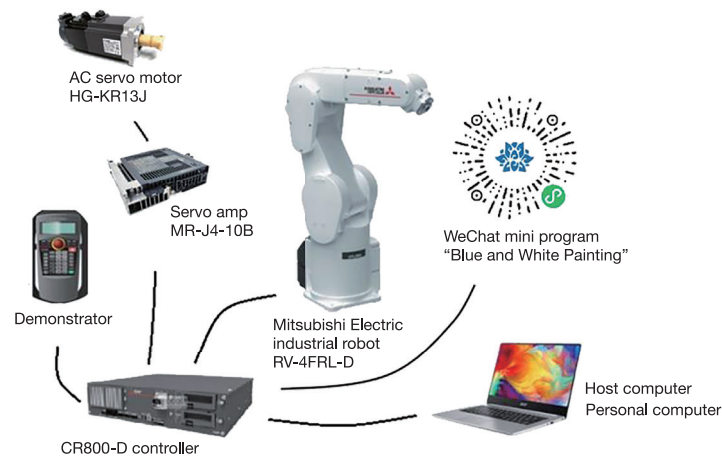 AC servo motor
HG-KR13J
Servo amp
MR-J4-10B
WeChat mini program
“Blue and White Painting”
Demonstrator
Mitsubishi Electric
industrial robot
RV-4FRL-D
Host computer
Personal computer
CR800-D controller